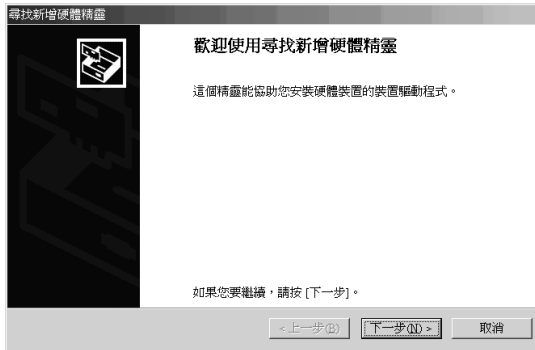 尋找新增硬體精靈
歡迎使用尋找新增硬體精靈
這個精靈能協助您安裝硬體裝置的裝置驅動程式。
如果您要繼續，請按 [下一步]。
<上一步(B)
下一步(N) >
取消